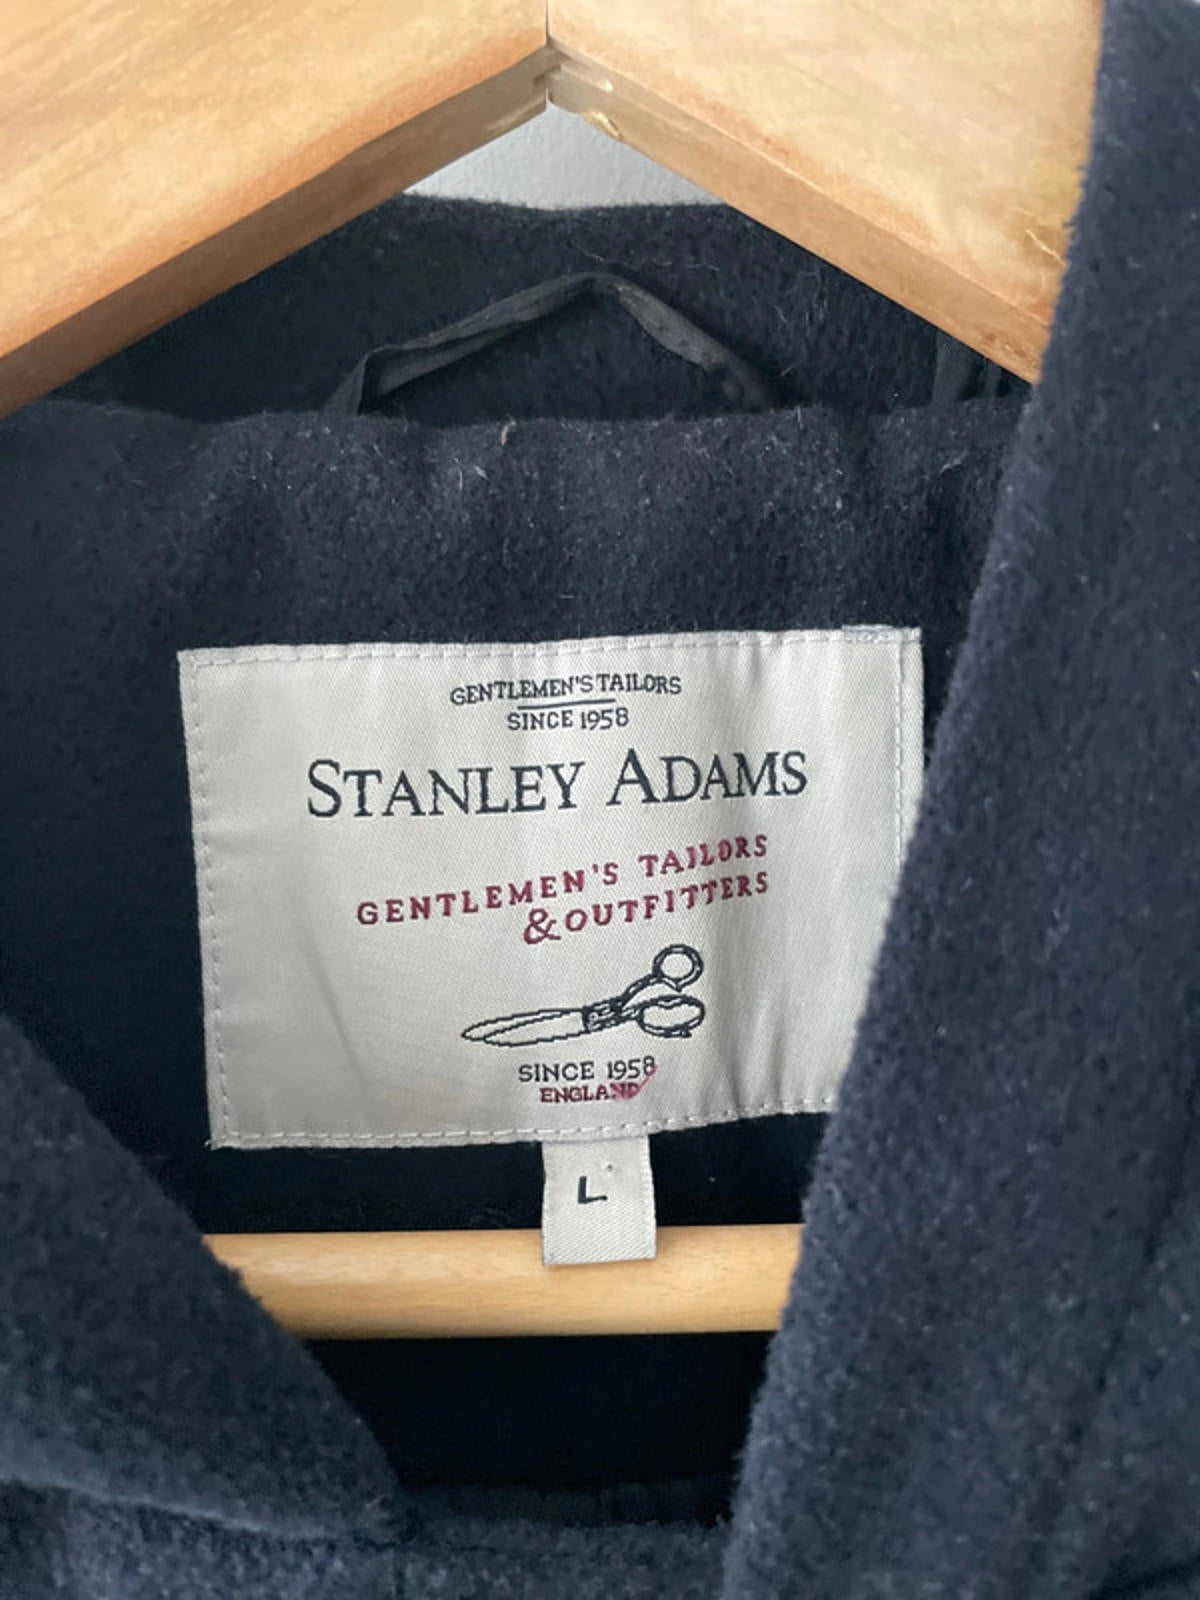 GENTLEMEN'S TAILORS
SINCE 1958
STANLEY ADAMS
GENTLEMEN'S TAILORS
& OUTFITTERS
SINCE 1958
ENGLAND
L